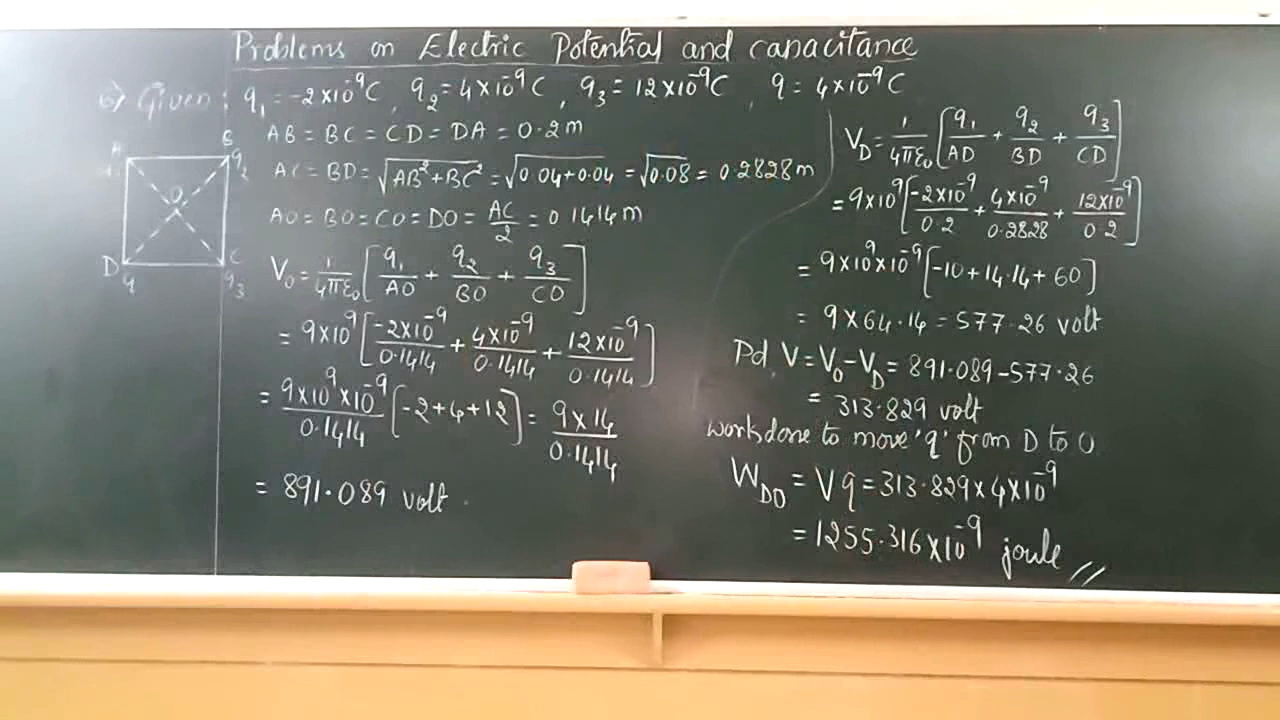 Problems on Electric Potential and capacitance
Given: q₁ = -2×10⁻⁹C, q₂ = 4×10⁻⁹C, q₃ = 12×10⁻⁹C, q = 4×10⁻⁹C
AB = BC = CD = DA = 0.2m
AC = BD = √(AB²+BC²) = √(0.04+0.04) = √0.08 = 0.2828m
AO = BO = CO = DO = AC/2 = 0.1414m
A B
q₂
O
D C
q q₃
V₀ = 1/4πε₀ [q₁/AO + q₂/BO + q₃/CO]
= 9×10⁹ [-2×10⁻⁹/0.1414 + 4×10⁻⁹/0.1414 + 12×10⁻⁹/0.1414]
= 9×10⁹×10⁻⁹/0.1414 [-2+4+12] = 9×14/0.1414
= 891.089 volt
V_D = 1/4πε₀ [q₁/AD + q₂/BD + q₃/CD]
= 9×10⁹ [-2×10⁻⁹/0.2 + 4×10⁻⁹/0.2828 + 12×10⁻⁹/0.2]
= 9×10⁹×10⁻⁹ [-10+14.14+60]
= 9×64.14 = 577.26 volt
Pd, V = V₀-V_D = 891.089-577.26
= 313.829 volt
workdone to move 'q' from D to O
W_DO = Vq = 313.829×4×10⁻⁹
= 1255.316×10⁻⁹ joule //